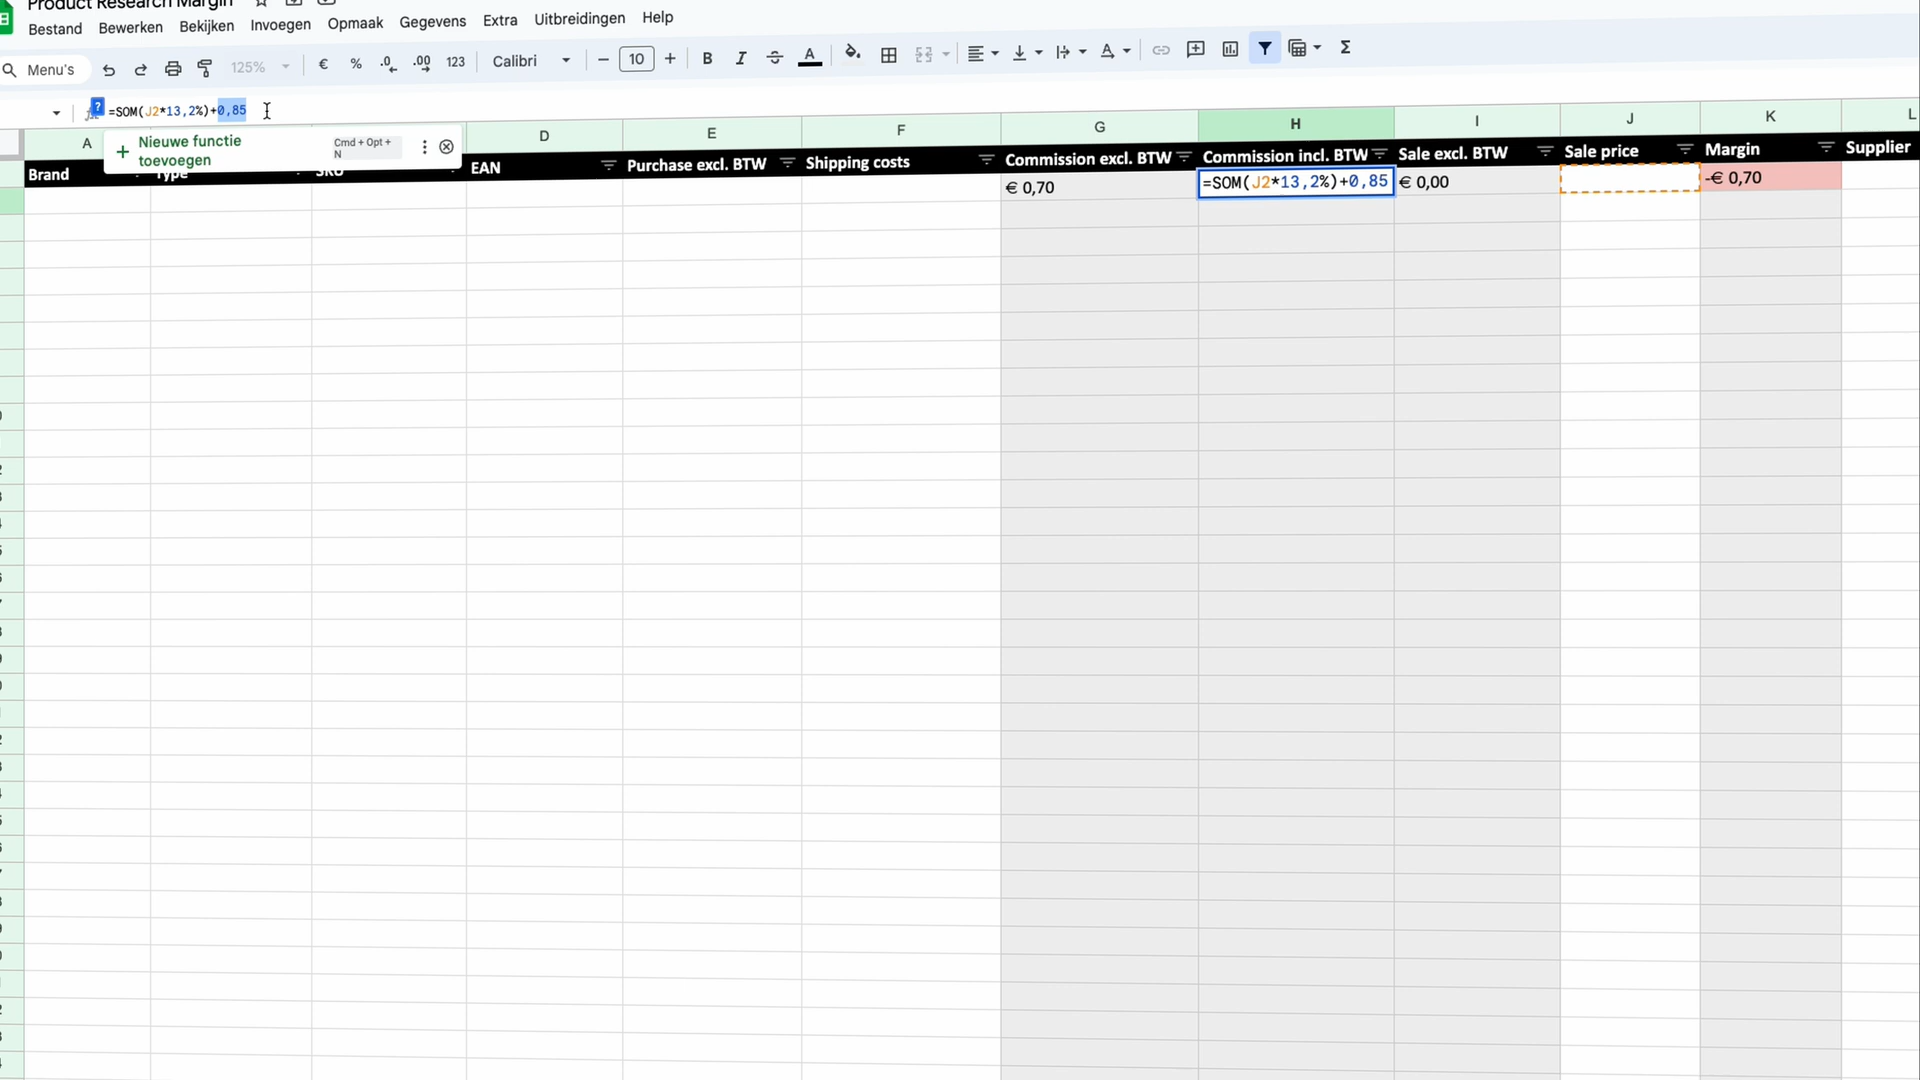 Product Research Margin
Bestand Bewerken Bekijken Invoegen Opmaak Gegevens Extra Uitbreidingen Help
Menu's 125% € % .0 .00 123 Calibri 10 B I A Σ
=SOM(J2*13,2%)+0,85
Nieuwe functie
toevoegen
Cmd + Opt +
N
A D E F G H I J K L
Brand Type SKU EAN Purchase excl. BTW Shipping costs Commission excl. BTW Commission incl. BTW Sale excl. BTW Sale price Margin Supplier
€ 0,70 =SOM(J2*13,2%)+0,85 € 0,00 -€ 0,70